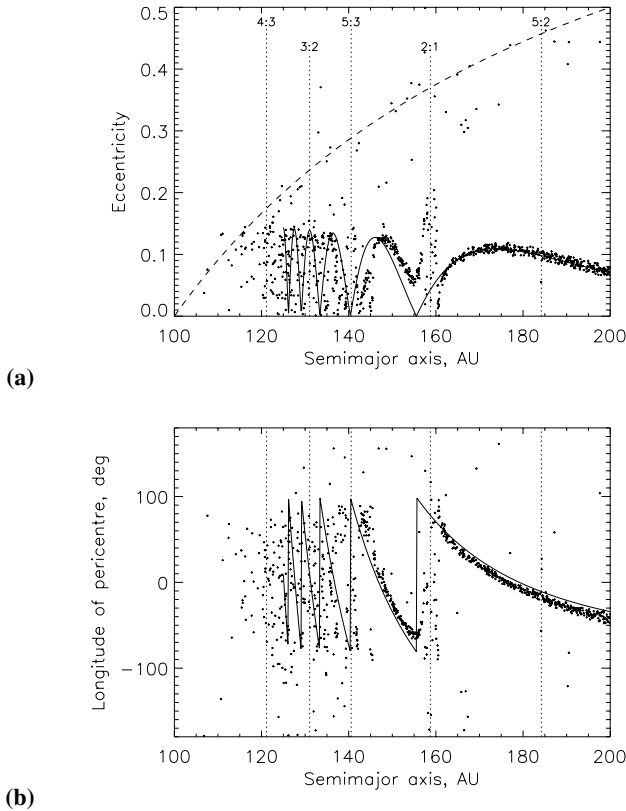 0.5
4:3 5:3 2:1 5:2
3:2
0.4
0.3
0.2
0.1
0.0
Eccentricity
100 120 140 160 180 200
Semimajor axis, AU
(a)
100
0
−100
Longitude of pericentre, deg
100 120 140 160 180 200
Semimajor axis, AU
(b)